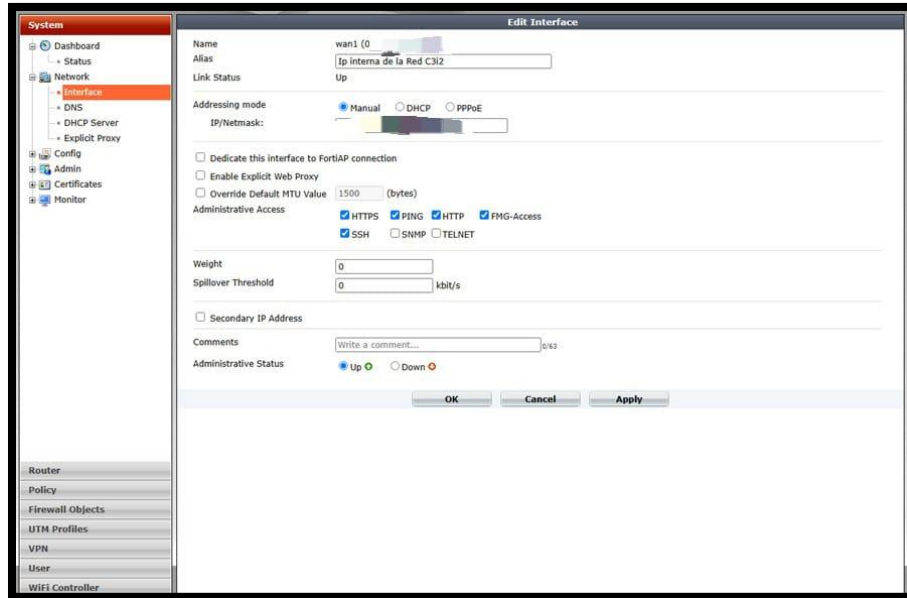 System
Edit Interface
Dashboard
Status
Network
Interface
DNS
DHCP Server
Explicit Proxy
Config
Admin
Certificates
Monitor
Router
Policy
Firewall Objects
UTM Profiles
VPN
User
WiFi Controller
Name wan1 (0
Alias Ip interna de la Red C3i2
Link Status Up
Addressing mode Manual DHCP PPPoE
IP/Netmask:
Dedicate this interface to FortiAP connection
Enable Explicit Web Proxy
Override Default MTU Value 1500 (bytes)
Administrative Access HTTPS PING HTTP FMG-Access
SSH SNMP TELNET
Weight 0
Spillover Threshold 0 kbit/s
Secondary IP Address
Comments Write a comment... 0/63
Administrative Status Up Down
OK Cancel Apply